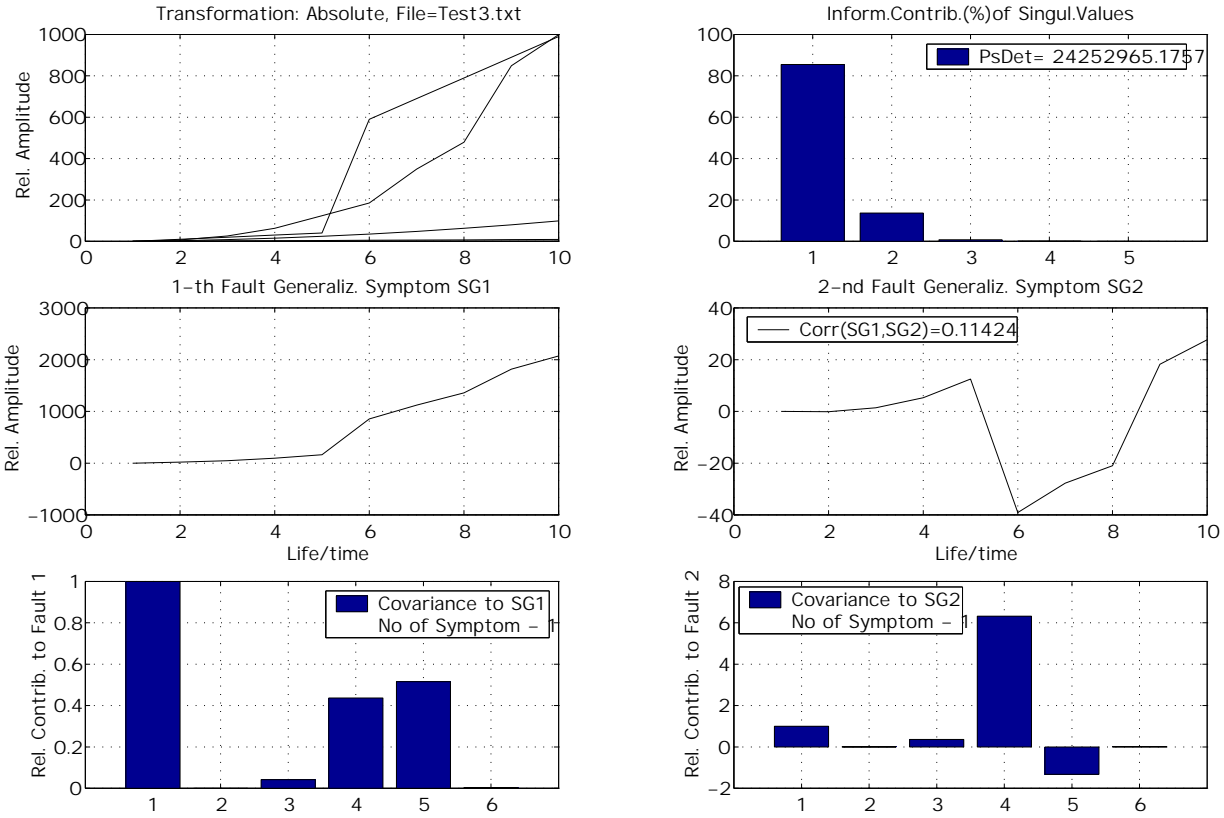 Transformation: Absolute, File=Test3.txt
Rel. Amplitude
1000
800
600
400
200
0
0 2 4 6 8 10
Inform.Contrib.(%)of Singul.Values
PsDet= 24252965.1757
100
80
60
40
20
0
1 2 3 4 5
1-th Fault Generaliz. Symptom SG1
Rel. Amplitude
3000
2000
1000
0
-1000
0 2 4 6 8 10
Life/time
2-nd Fault Generaliz. Symptom SG2
Corr(SG1,SG2)=0.11424
Rel. Amplitude
40
20
0
-20
-40
0 2 4 6 8 10
Life/time
Rel. Contrib. to Fault 1
Covariance to SG1
No of Symptom - 1
1
0.8
0.6
0.4
0.2
0
1 2 3 4 5 6
Rel. Contrib. to Fault 2
Covariance to SG2
No of Symptom - 1
8
6
4
2
0
-2
1 2 3 4 5 6